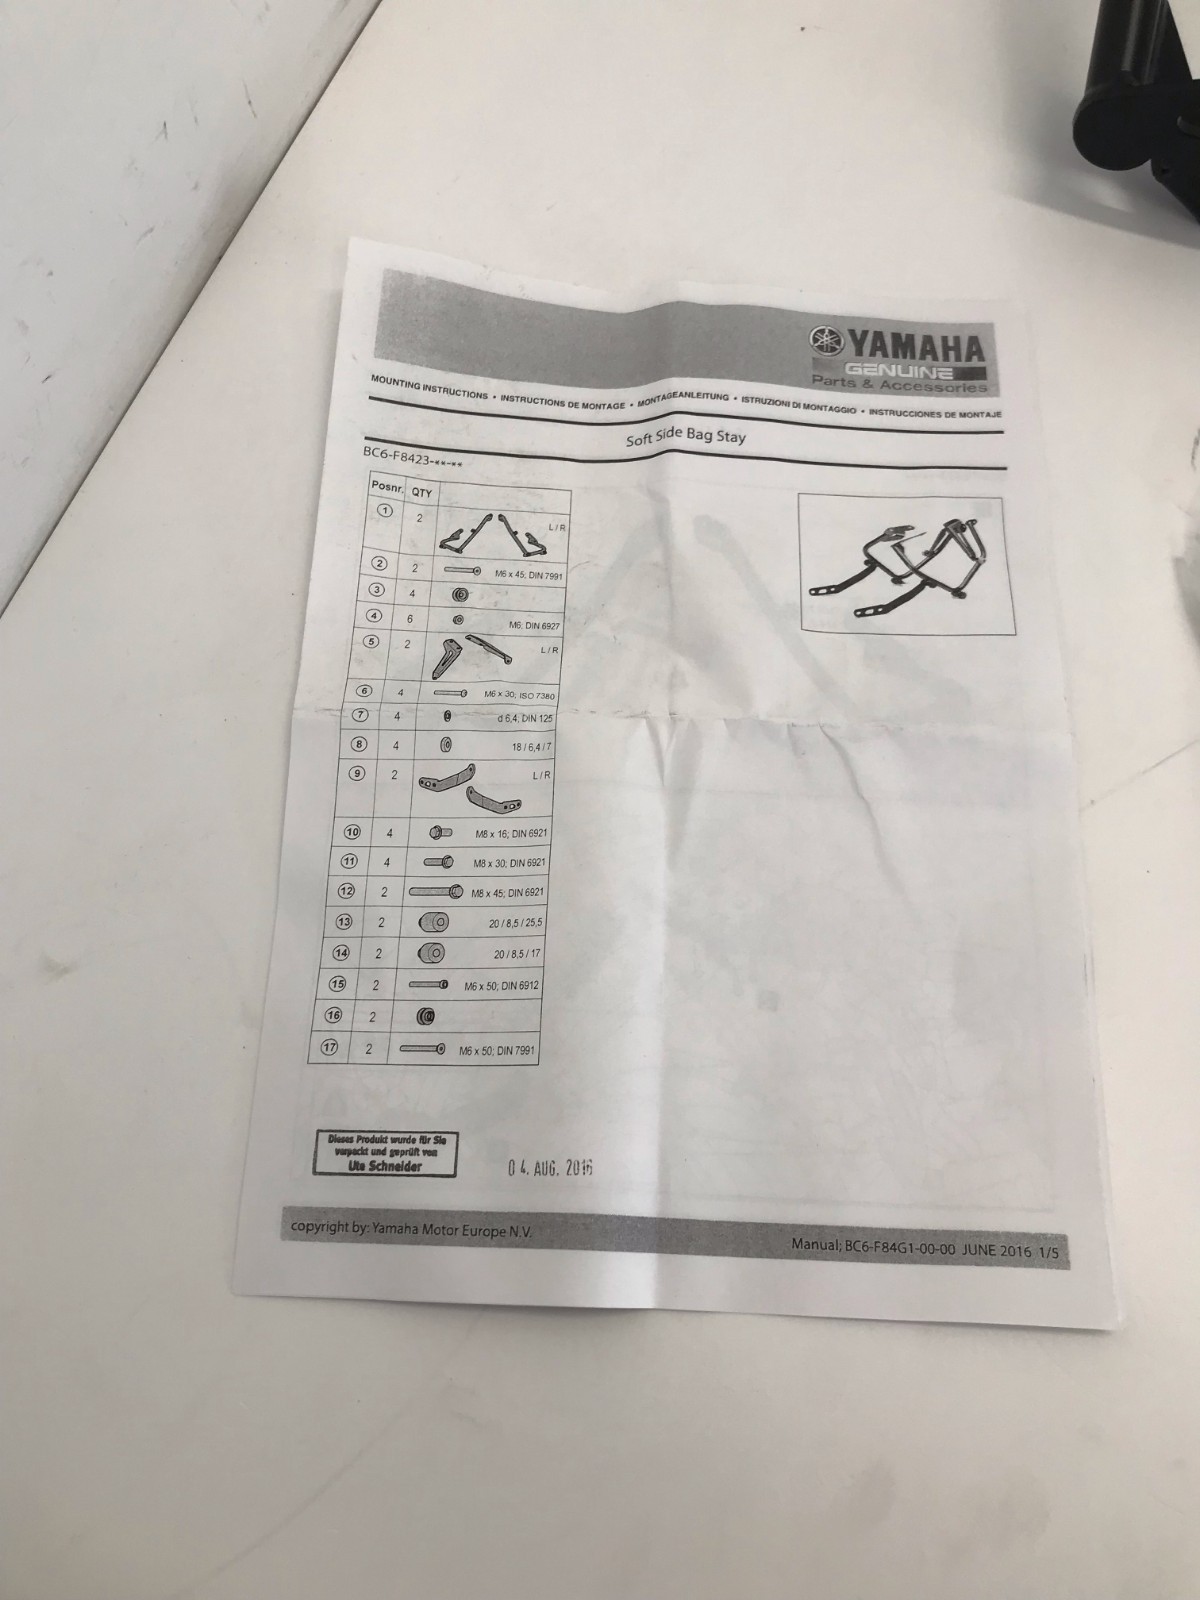 YAMAHA
GENUINE
Parts & Accessories
MOUNTING INSTRUCTIONS • INSTRUCTIONS DE MONTAGE • MONTAGEANLEITUNG • ISTRUZIONI DI MONTAGGIO • INSTRUCCIONES DE MONTAJE
Soft Side Bag Stay
BC6-F8423-**-**
Posnr. QTY
1 2 L / R
2 2 M6 x 45; DIN 7991
3 4
4 6 M6; DIN 6927
5 2 L / R
6 4 M6 x 30; ISO 7380
7 4 d 6,4; DIN 125
8 4 18 / 6,4 / 7
9 2 L / R
10 4 M8 x 16; DIN 6921
11 4 M8 x 30; DIN 6921
12 2 M8 x 45; DIN 6921
13 2 20 / 8,5 / 25,5
14 2 20 / 8,5 / 17
15 2 M6 x 50; DIN 6912
16 2
17 2 M6 x 50; DIN 7991
Dieses Produkt wurde für Sie
verpackt und geprüft von
Ute Schneider
04. AUG. 2016
copyright by: Yamaha Motor Europe N.V.
Manual; BC6-F84G1-00-00 JUNE 2016 1/5